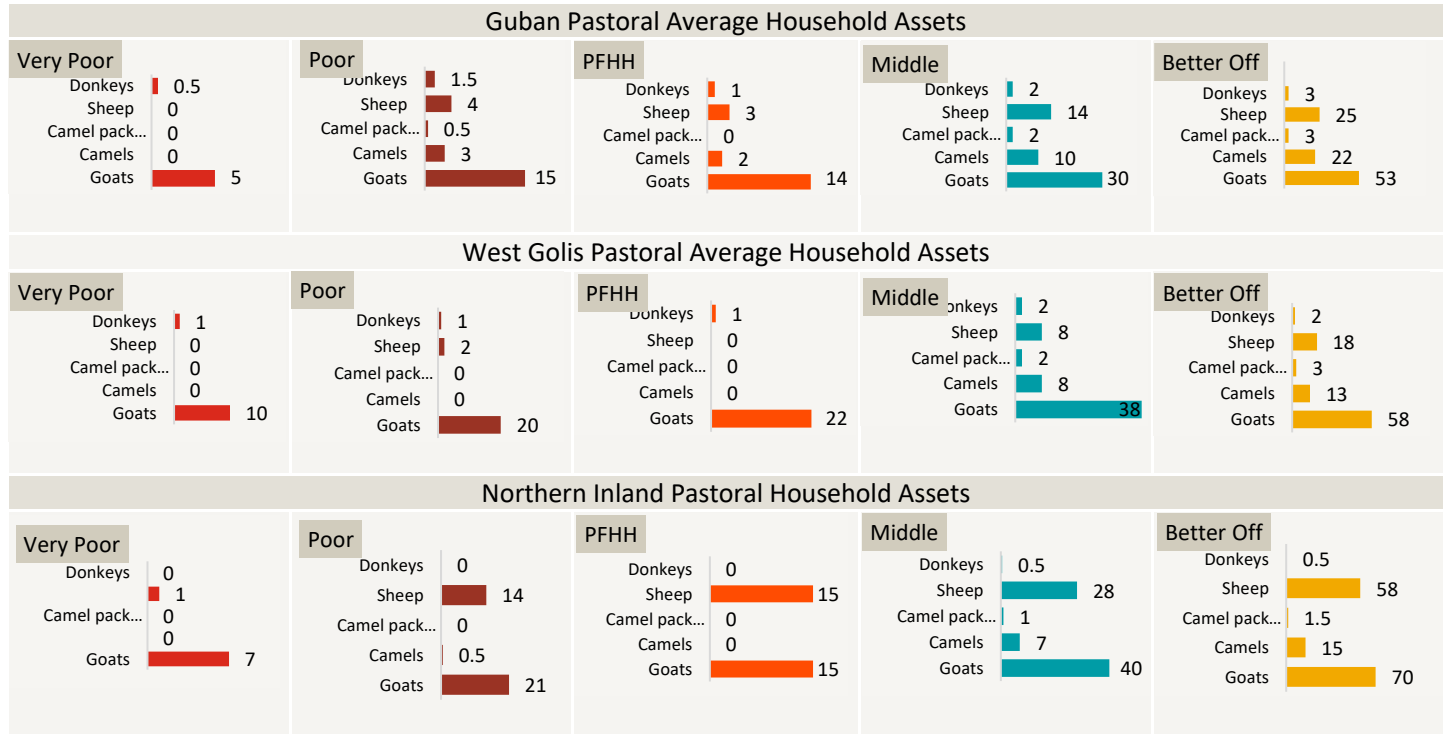 Guban Pastoral Average Household Assets
Very Poor
Donkeys 0.5
Sheep 0
Camel pack... 0
Camels 0
Goats 5
Poor
Donkeys 1.5
Sheep 4
Camel pack... 0.5
Camels 3
Goats 15
PFHH
Donkeys 1
Sheep 3
Camel pack... 0
Camels 2
Goats 14
Middle
Donkeys 2
Sheep 14
Camel pack... 2
Camels 10
Goats 30
Better Off
Donkeys 3
Sheep 25
Camel pack... 3
Camels 22
Goats 53
West Golis Pastoral Average Household Assets
Very Poor
Donkeys 1
Sheep 0
Camel pack... 0
Camels 0
Goats 10
Poor
Donkeys 1
Sheep 2
Camel pack... 0
Camels 0
Goats 20
PFHH
Donkeys 1
Sheep 0
Camel pack... 0
Camels 0
Goats 22
Middle
onkeys 2
Sheep 8
Camel pack... 2
Camels 8
Goats 38
Better Off
Donkeys 2
Sheep 18
Camel pack... 3
Camels 13
Goats 58
Northern Inland Pastoral Household Assets
Very Poor
Donkeys 0
1
Camel pack... 0
0
Goats 7
Poor
Donkeys 0
Sheep 14
Camel pack... 0
Camels 0.5
Goats 21
PFHH
Donkeys 0
Sheep 15
Camel pack... 0
Camels 0
Goats 15
Middle
Donkeys 0.5
Sheep 28
Camel pack... 1
Camels 7
Goats 40
Better Off
Donkeys 0.5
Sheep 58
Camel pack... 1.5
Camels 15
Goats 70